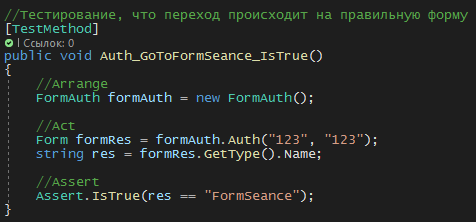 //Тестирование, что переход происходит на правильную форму
[TestMethod]
| Ссылок: 0
public void Auth_GoToFormSeance_IsTrue()
{
//Arrange
FormAuth formAuth = new FormAuth();
//Act
Form formRes = formAuth.Auth("123", "123");
string res = formRes.GetType().Name;
//Assert
Assert.IsTrue(res == "FormSeance");
}